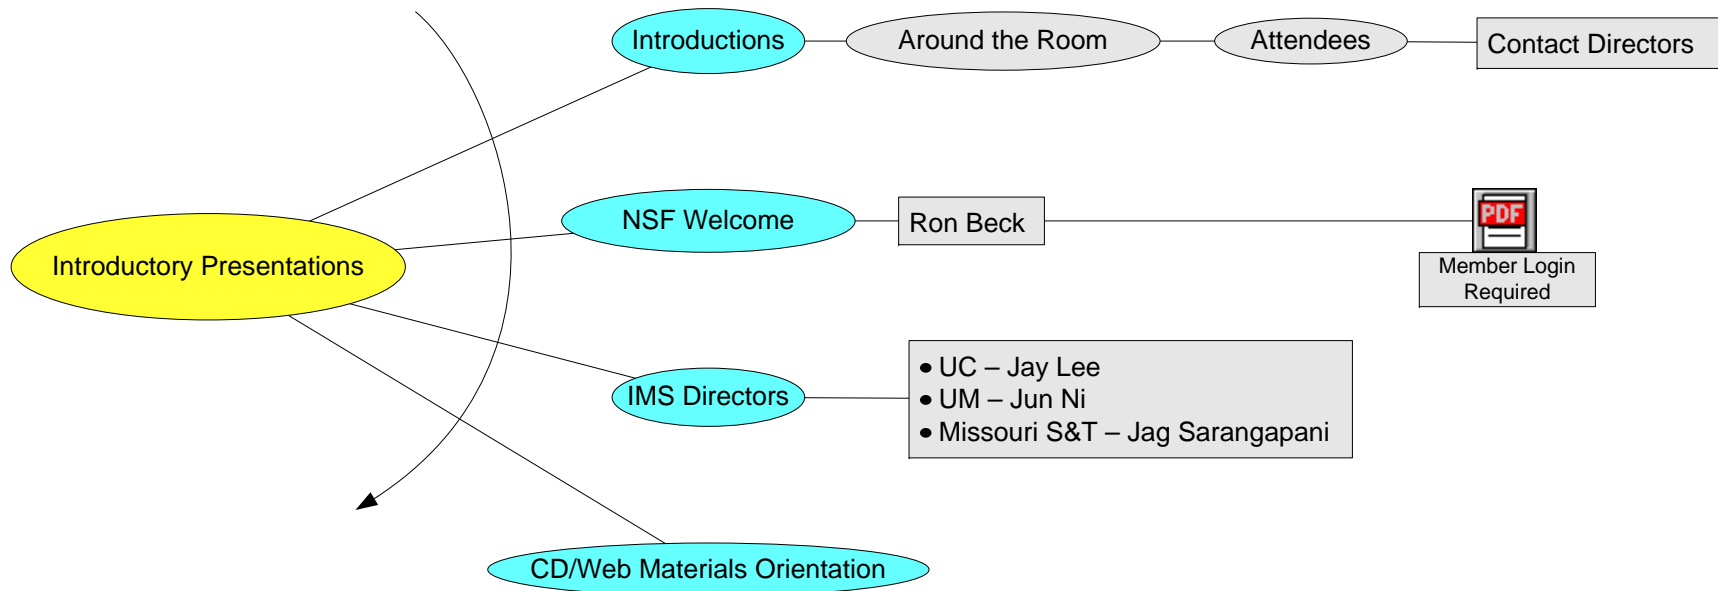 Introductions
Around the Room
Attendees
Contact Directors
Introductory Presentations
NSF Welcome
Ron Beck
PDF
Member Login
Required
IMS Directors
• UC – Jay Lee
• UM – Jun Ni
• Missouri S&T – Jag Sarangapani
CD/Web Materials Orientation